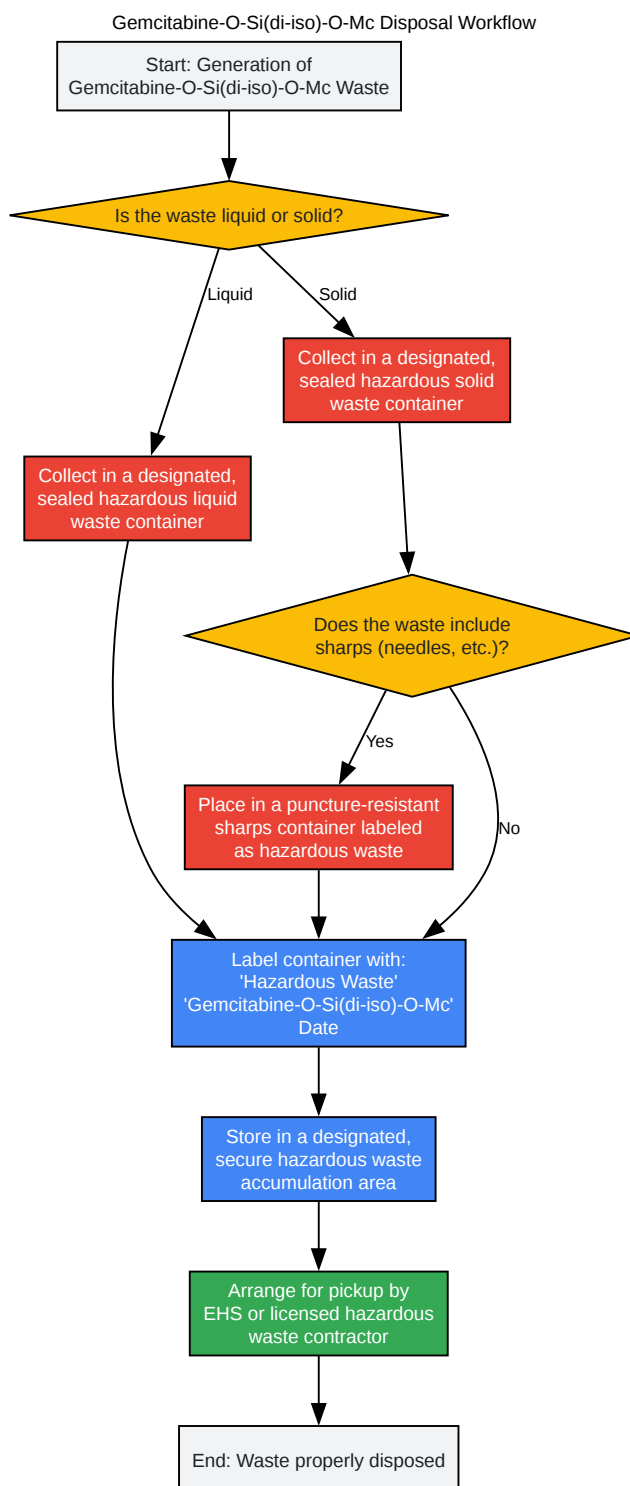 Gemcitabine-O-Si(di-iso)-O-Mc Disposal Workflow
Start: Generation of
Gemcitabine-O-Si(di-iso)-O-Mc Waste
Is the waste liquid or solid?
Liquid
Solid
Collect in a designated,
sealed hazardous solid
waste container
Collect in a designated,
sealed hazardous liquid
waste container
Does the waste include
sharps (needles, etc.)?
Yes
No
Place in a puncture-resistant
sharps container labeled
as hazardous waste
Label container with:
'Hazardous Waste'
'Gemcitabine-O-Si(di-iso)-O-Mc'
Date
Store in a designated,
secure hazardous waste
accumulation area
Arrange for pickup by
EHS or licensed hazardous
waste contractor
End: Waste properly disposed